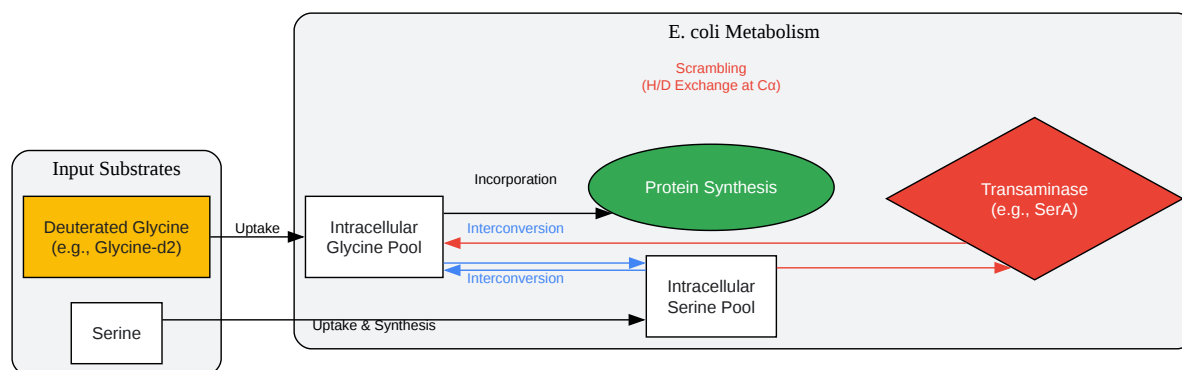 E. coli Metabolism
Scrambling
(H/D Exchange at Cα)
Input Substrates
Deuterated Glycine
(e.g., Glycine-d2)
Uptake
Intracellular
Glycine Pool
Incorporation
Protein Synthesis
Transaminase
(e.g., SerA)
Interconversion
Interconversion
Intracellular
Serine Pool
Serine
Uptake & Synthesis